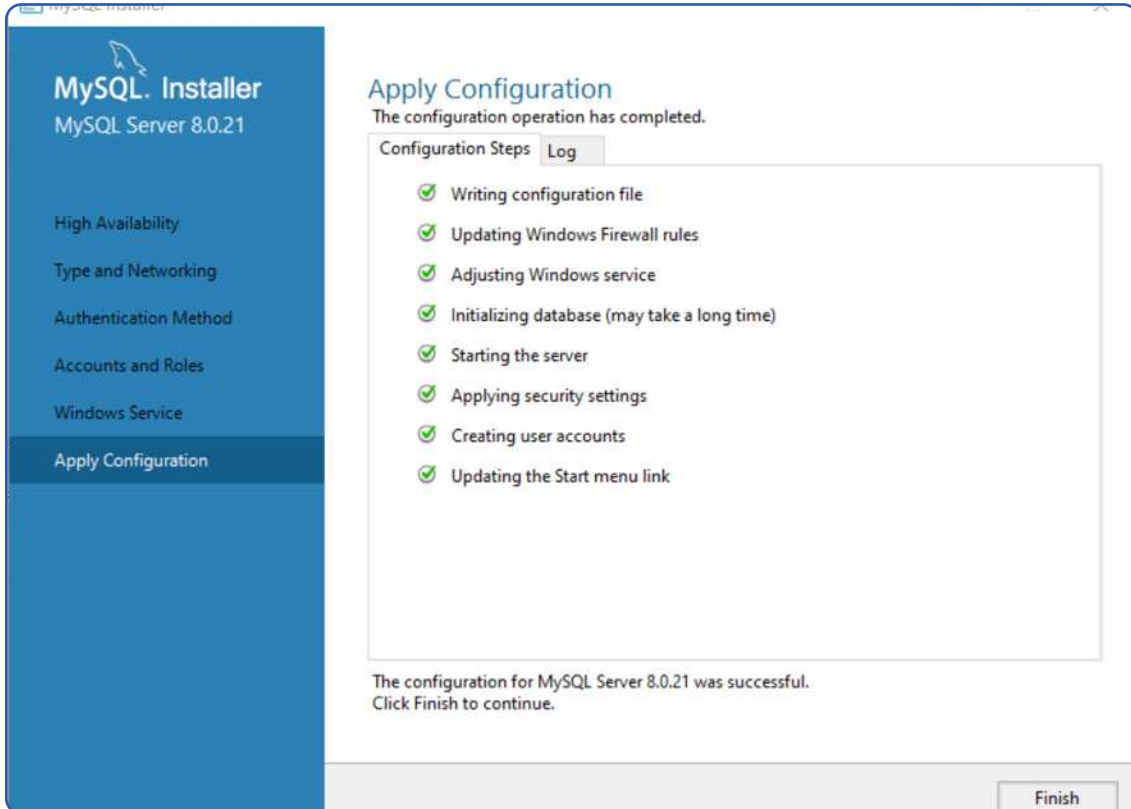 MySQL Installer
MySQL. Installer
MySQL Server 8.0.21
High Availability
Type and Networking
Authentication Method
Accounts and Roles
Windows Service
Apply Configuration
Apply Configuration
The configuration operation has completed.
Configuration Steps Log
Writing configuration file
Updating Windows Firewall rules
Adjusting Windows service
Initializing database (may take a long time)
Starting the server
Applying security settings
Creating user accounts
Updating the Start menu link
The configuration for MySQL Server 8.0.21 was successful.
Click Finish to continue.
Finish